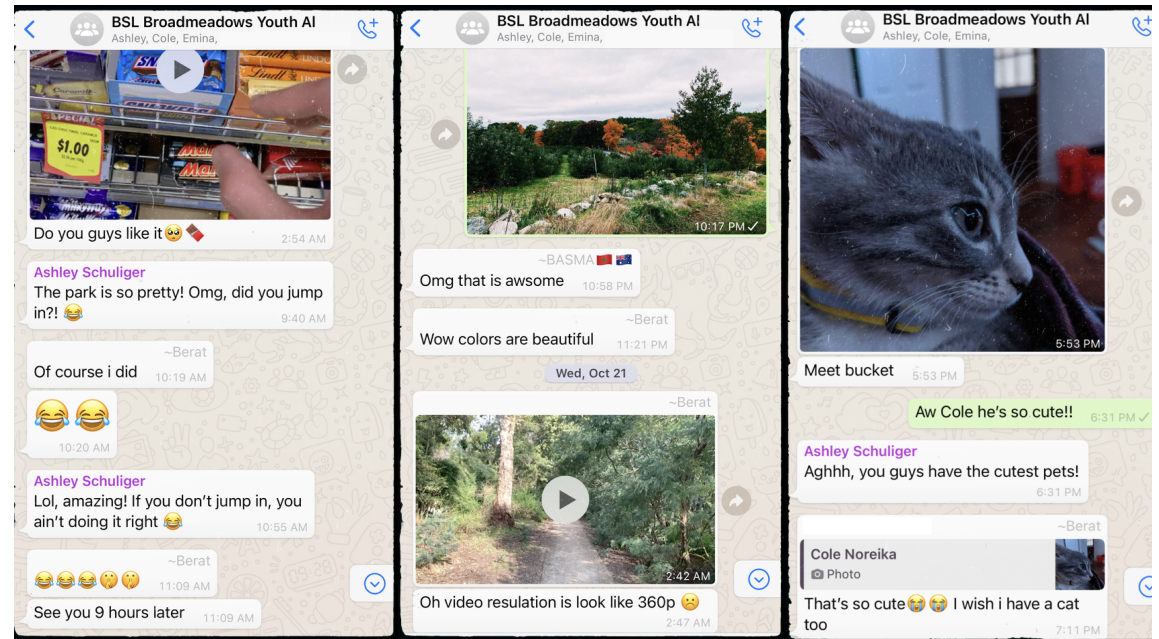 BSL Broadmeadows Youth Al
Ashley, Cole, Emina,
SPECIAL
$1.00
Lindt
Mars
MilkyWay
Do you guys like it🥺🍫
2:54 AM
Ashley Schuliger
The park is so pretty! Omg, did you jump
in?! 😂
9:40 AM
~Berat
Of course i did
10:19 AM
😂😂
10:20 AM
Ashley Schuliger
Lol, amazing! If you don't jump in, you
ain't doing it right 😂
10:55 AM
~Berat
😂😂😂🤫🤫
11:09 AM
See you 9 hours later
11:09 AM
BSL Broadmeadows Youth Al
Ashley, Cole, Emina,
10:17 PM
~BASMA🇲🇦 🇦🇺
Omg that is awsome
10:58 PM
~Berat
Wow colors are beautiful
11:21 PM
Wed, Oct 21
~Berat
2:42 AM
Oh video resulation is look like 360p ☹️
2:47 AM
BSL Broadmeadows Youth Al
Ashley, Cole, Emina,
5:53 PM
Meet bucket
5:53 PM
Aw Cole he's so cute!!
6:31 PM
Ashley Schuliger
Aghhh, you guys have the cutest pets!
6:31 PM
~Berat
Cole Noreika
Photo
That's so cute😭😭 I wish i have a cat
too
7:11 PM